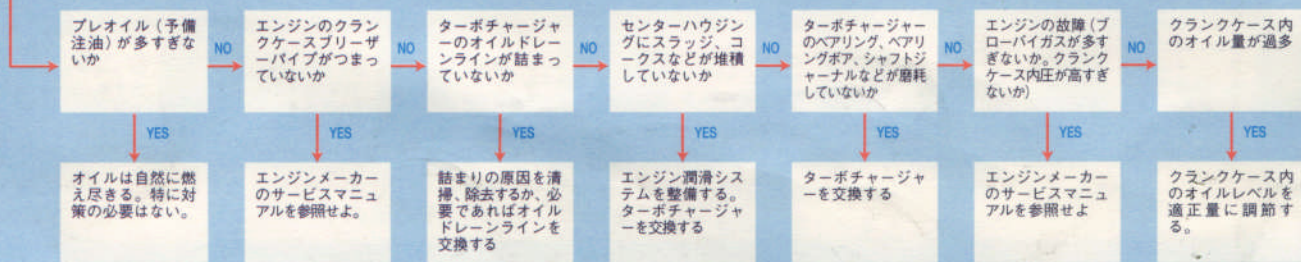 プレオイル（予備
注油）が多すぎな
いか
NO
エンジンのクラン
クケースブリーザ
ーパイプがつまっ
ていないか
NO
ターボチャージャ
ーのオイルドレー
ンラインが詰まっ
ていないか
NO
センターハウジン
グにスラッジ、コ
ークスなどが堆積
していないか
NO
ターボチャージャー
のベアリング、ベアリ
ングボア、シャフトジ
ャーナルなどが磨耗
していないか
NO
エンジンの故障（ブ
ローバイガスが多す
ぎないか。クランク
ケース内圧が高すぎ
ないか）
NO
クランクケース内
のオイル量が過多
YES
YES
YES
YES
YES
YES
YES
オイルは自然に燃
え尽きる。特に対
策の必要はない。
エンジンメーカー
のサービスマニュ
アルを参照せよ。
詰まりの原因を清
掃、除去するか、必
要であればオイル
ドレーンラインを
交換する
エンジン潤滑シス
テムを整備する。
ターボチャージャ
ーを交換する
ターボチャージャ
ーを交換する
エンジンメーカー
のサービスマニュ
アルを参照せよ
クランクケース内
のオイルレベルを
適正量に調節す
る。